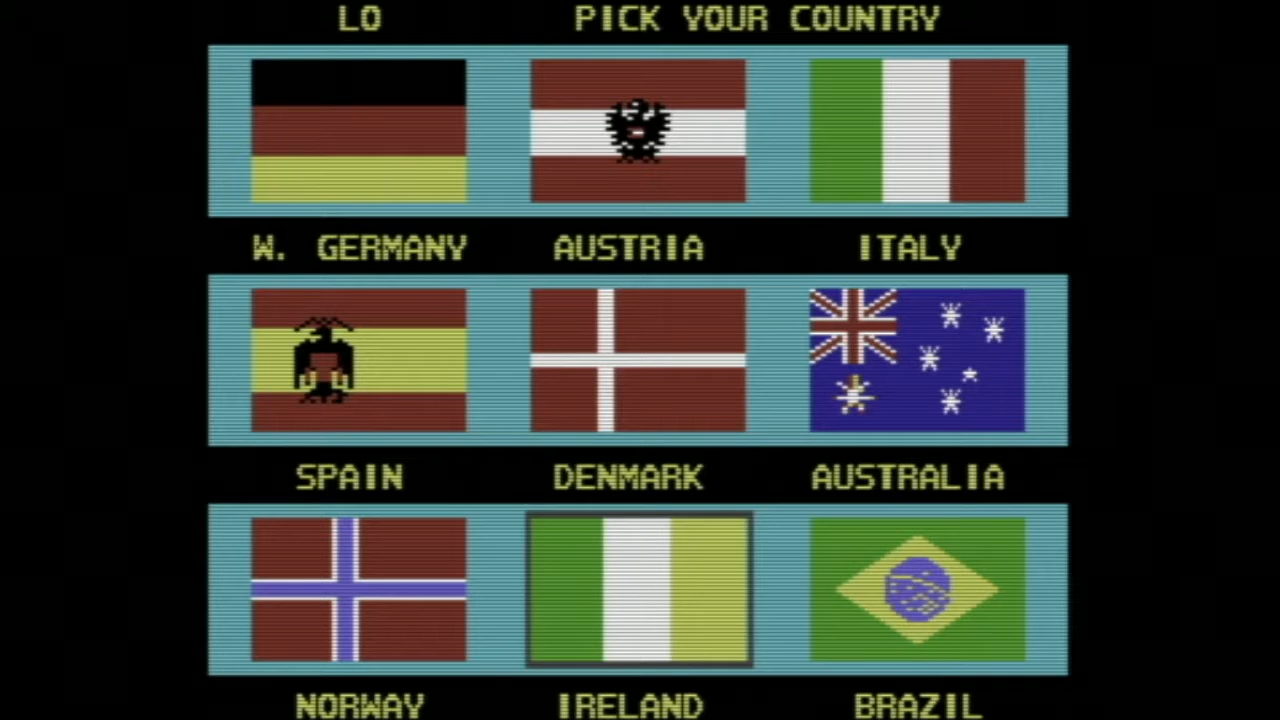 LO PICK YOUR COUNTRY
W. GERMANY AUSTRIA ITALY
SPAIN DENMARK AUSTRALIA
NORWAY IRELAND BRAZIL